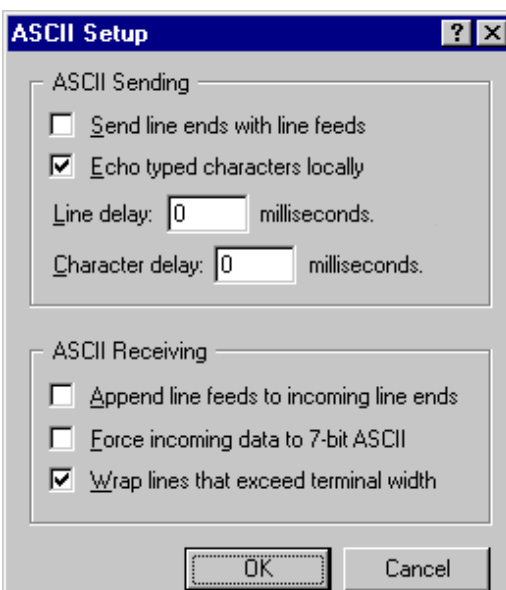 ASCII Setup
ASCII Sending
Send line ends with line feeds
Echo typed characters locally
Line delay: 0 milliseconds.
Character delay: 0 milliseconds.
ASCII Receiving
Append line feeds to incoming line ends
Force incoming data to 7-bit ASCII
Wrap lines that exceed terminal width
OK Cancel